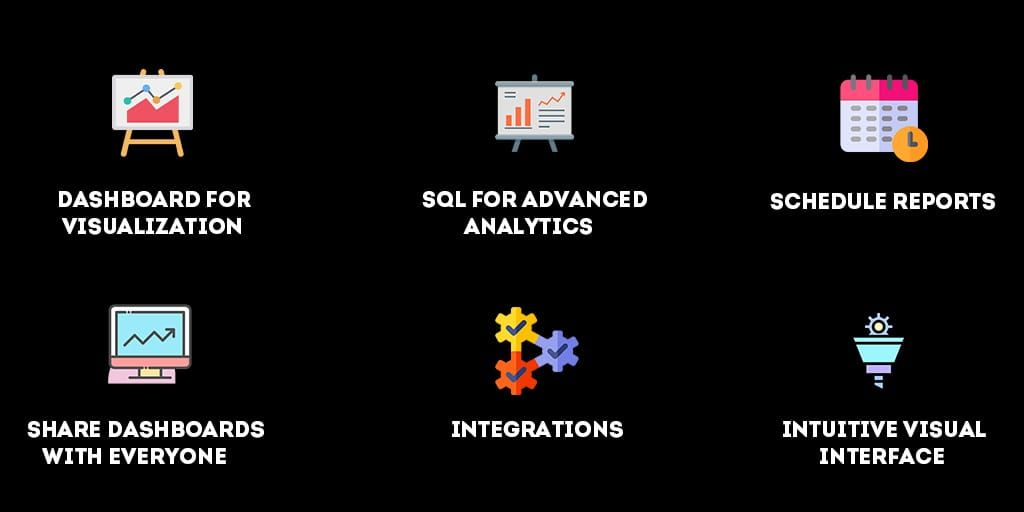 DASHBOARD FOR
VISUALIZATION
SQL FOR ADVANCED
ANALYTICS
SCHEDULE REPORTS
SHARE DASHBOARDS
WITH EVERYONE
INTEGRATIONS
INTUITIVE VISUAL
INTERFACE